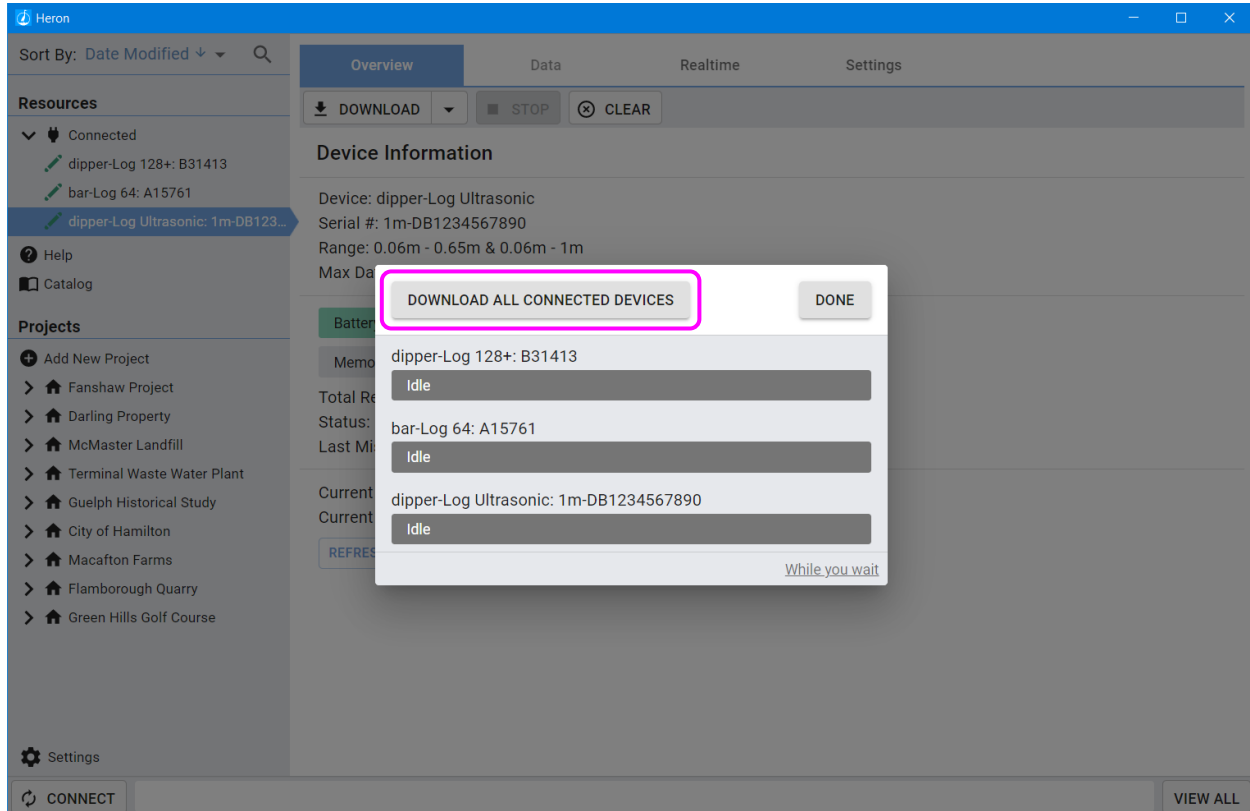 Heron
Sort By: Date Modified
Resources
Connected
dipper-Log 128+: B31413
bar-Log 64: A15761
dipper-Log Ultrasonic: 1m-DB123...
Help
Catalog
Projects
Add New Project
Fanshaw Project
Darling Property
McMaster Landfill
Terminal Waste Water Plant
Guelph Historical Study
City of Hamilton
Macafton Farms
Flamborough Quarry
Green Hills Golf Course
Settings
CONNECT
Overview Data Realtime Settings
DOWNLOAD STOP CLEAR
Device Information
Device: dipper-Log Ultrasonic
Serial #: 1m-DB1234567890
Range: 0.06m - 0.65m & 0.06m - 1m
Max Da
Batter
Memo
Total Re
Status:
Last Mi
Current
Current
REFRES
DOWNLOAD ALL CONNECTED DEVICES DONE
dipper-Log 128+: B31413
Idle
bar-Log 64: A15761
Idle
dipper-Log Ultrasonic: 1m-DB1234567890
Idle
While you wait
VIEW ALL